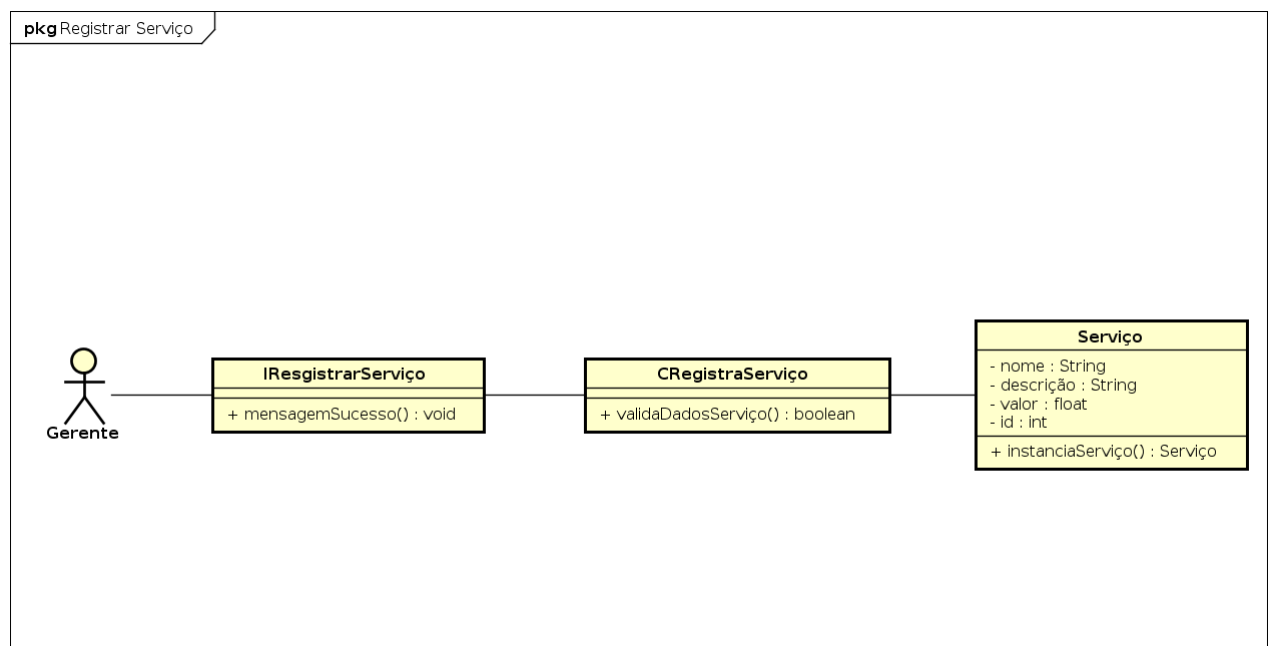 pkg Registrar Serviço
Gerente
IResgistrarServiço
+ mensagemSucesso() : void
CRegistraServiço
+ validaDadosServiço() : boolean
Serviço
- nome : String
- descrição : String
- valor : float
- id : int
+ instanciaServiço() : Serviço